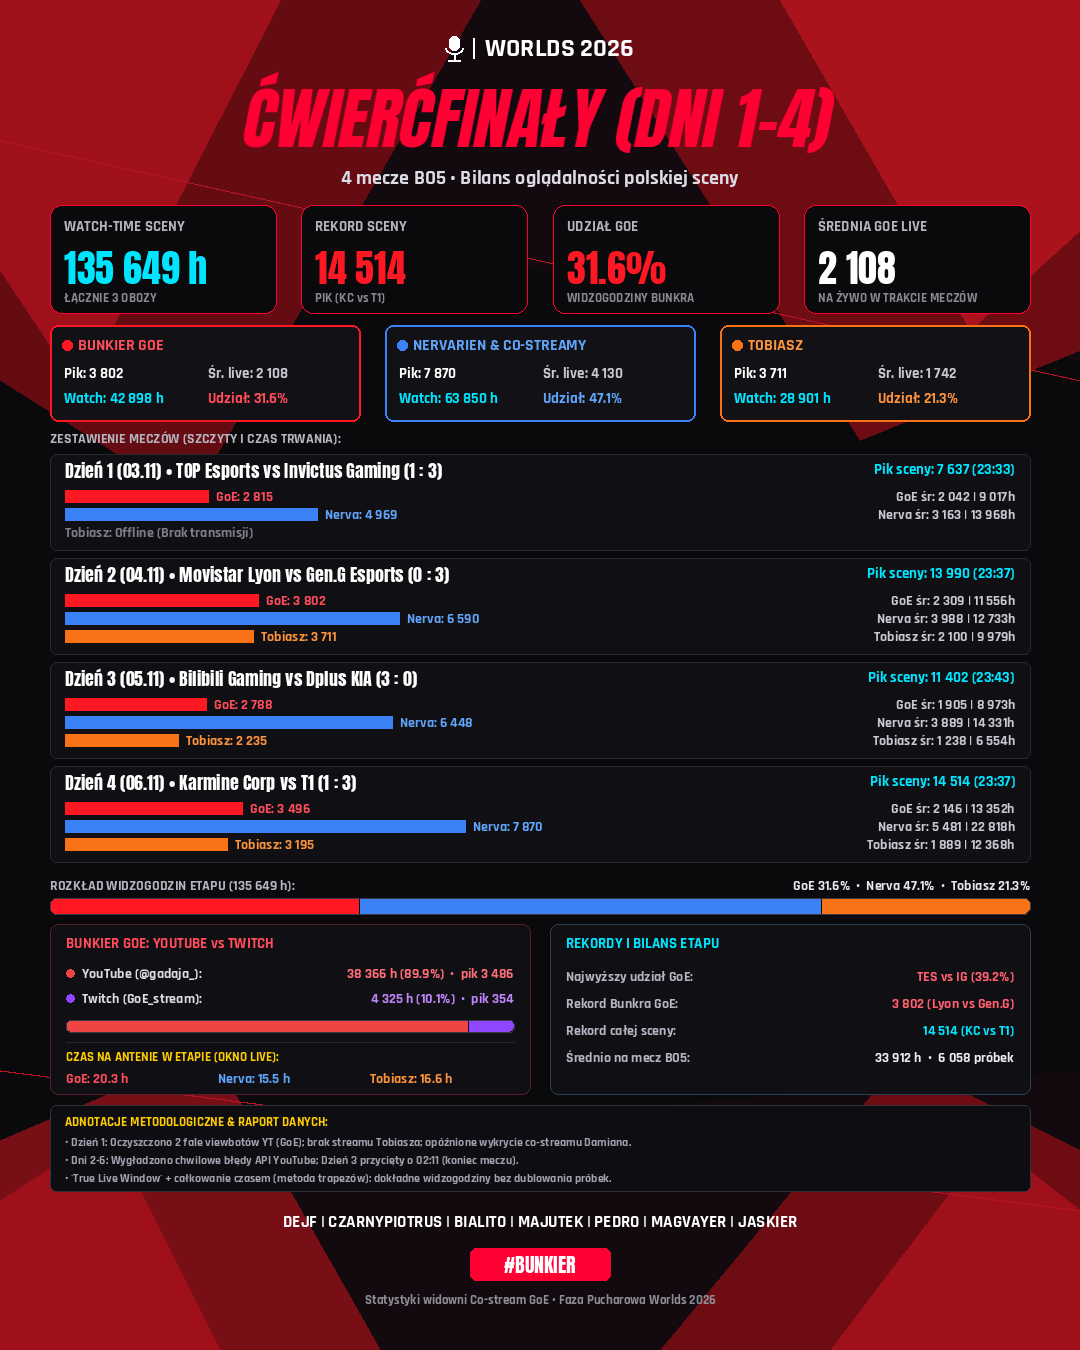 | WORLDS 2026
ĆWIERĆFINAŁY (DNI 1-4)
4 mecze BO5 • Bilans oglądalności polskiej sceny
WATCH-TIME SCENY
135 649 h
ŁĄCZNIE 3 OBOZY
REKORD SCENY
14 514
PIK (KC vs T1)
UDZIAŁ GOE
31.6%
WIDZOGODZINY BUNKRA
ŚREDNIA GOE LIVE
2 108
NA ŻYWO W TRAKCIE MECZÓW
BUNKIER GOE
Pik: 3 802 Śr. live: 2 108
Watch: 42 898 h Udział: 31.6%
NERVARIEN & CO-STREAMY
Pik: 7 870 Śr. live: 4 130
Watch: 63 850 h Udział: 47.1%
TOBIASZ
Pik: 3 711 Śr. live: 1 742
Watch: 28 901 h Udział: 21.3%
ZESTAWIENIE MECZÓW (SZCZYTY I CZAS TRWANIA):
Dzień 1 (03.11) • TOP Esports vs Invictus Gaming (1 : 3) Pik sceny: 7 637 (23:33)
GoE: 2 815 GoE śr: 2 042 | 9 017h
Nerva: 4 969 Nerva śr: 3 163 | 13 968h
Tobiasz: Offline (Brak transmisji)
Dzień 2 (04.11) • Movistar Lyon vs Gen.G Esports (0 : 3) Pik sceny: 13 990 (23:37)
GoE: 3 802 GoE śr: 2 309 | 11 556h
Nerva: 6 590 Nerva śr: 3 988 | 12 733h
Tobiasz: 3 711 Tobiasz śr: 2 100 | 9 979h
Dzień 3 (05.11) • Bilibili Gaming vs Dplus KIA (3 : 0) Pik sceny: 11 402 (23:43)
GoE: 2 788 GoE śr: 1 905 | 8 973h
Nerva: 6 448 Nerva śr: 3 889 | 14 331h
Tobiasz: 2 235 Tobiasz śr: 1 238 | 6 554h
Dzień 4 (06.11) • Karmine Corp vs T1 (1 : 3) Pik sceny: 14 514 (23:37)
GoE: 3 496 GoE śr: 2 146 | 13 352h
Nerva: 7 870 Nerva śr: 5 481 | 22 818h
Tobiasz: 3 195 Tobiasz śr: 1 889 | 12 368h
ROZKŁAD WIDZOGODZIN ETAPU (135 649 h): GoE 31.6% • Nerva 47.1% • Tobiasz 21.3%
BUNKIER GOE: YOUTUBE vs TWITCH
YouTube (@gadaja_): 38 366 h (89.9%) • pik 3 486
Twitch (GoE_stream): 4 325 h (10.1%) • pik 354
CZAS NA ANTENIE W ETAPIE (OKNO LIVE):
GoE: 20.3 h Nerva: 15.5 h Tobiasz: 16.6 h
REKORDY I BILANS ETAPU
Najwyższy udział GoE: TES vs IG (39.2%)
Rekord Bunkra GoE: 3 802 (Lyon vs Gen.G)
Rekord całej sceny: 14 514 (KC vs T1)
Średnio na mecz BO5: 33 912 h • 6 058 próbek
ADNOTACJE METODOLOGICZNE & RAPORT DANYCH:
• Dzień 1: Oczyszczono 2 fale viewbotów YT (GoE); brak streamu Tobiasza; opóźnione wykrycie co-streamu Damiana.
• Dni 2-6: Wygładzono chwilowe błędy API YouTube; Dzień 3 przycięty o 02:11 (koniec meczu).
• 'True Live Window' + całkowanie czasem (metoda trapezów): dokładne widzogodziny bez dublowania próbek.
DEJF | CZARNYPIOTRUS | BIALITO | MAJUTEK | PEDRO | MAGVAYER | JASKIER
#BUNKIER
Statystyki widowni Co-stream GoE • Faza Pucharowa Worlds 2026